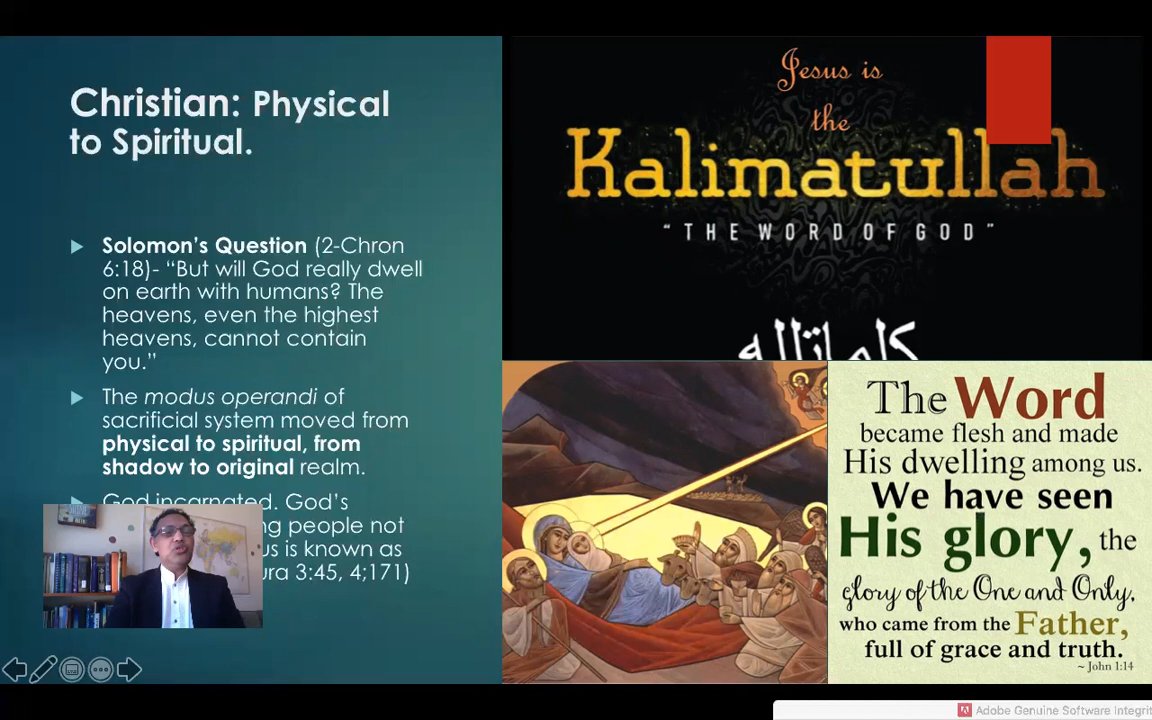 Christian: Physical
to Spiritual.
Solomon's Question (2-Chron
6:18)- “But will God really dwell
on earth with humans? The
heavens, even the highest
heavens, cannot contain
you.”
The modus operandi of
sacrificial system moved from
physical to spiritual, from
shadow to original realm.
God incarnated. God's
people not
is known as
3:45, 4;171)
Jesus is
the
Kalimatullah
“THE WORD OF GOD”
The Word
became flesh and made
His dwelling among us.
We have seen
His glory, the
glory of the One and Only,
who came from the Father,
full of grace and truth.
~ John 1:14
Adobe Genuine Software Integrit